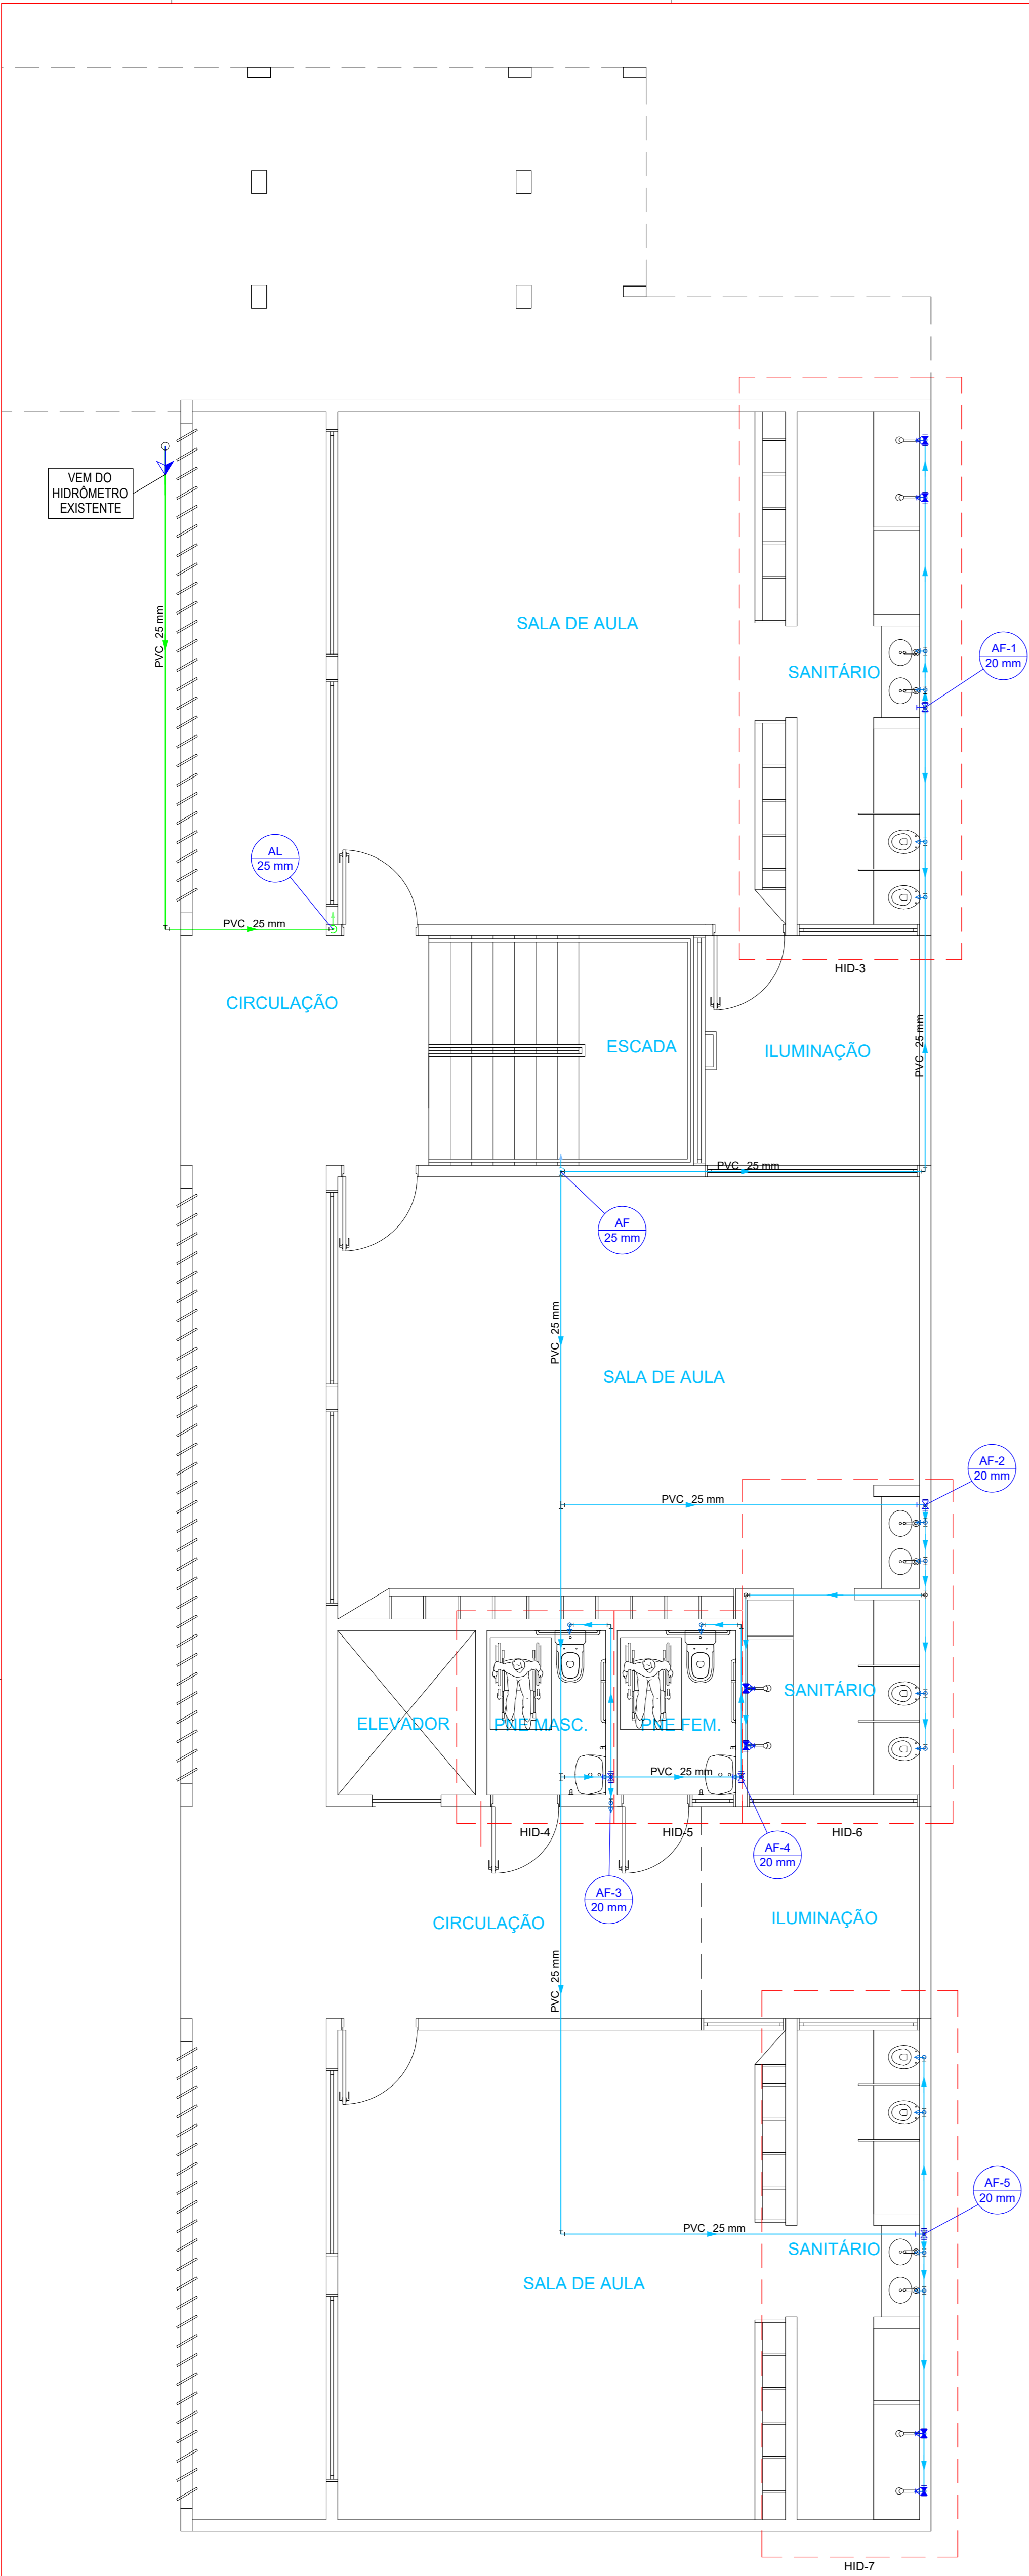 VEM DO
HIDRÔMETRO
EXISTENTE
PVC 25 mm
SALA DE AULA
SANITÁRIO
AF-1
20 mm
AL
25 mm
PVC 25 mm
HID-3
CIRCULAÇÃO
ESCADA
ILUMINAÇÃO
PVC 25 mm
PVC 25 mm
AF
25 mm
PVC 25 mm
SALA DE AULA
AF-2
20 mm
PVC 25 mm
SANITÁRIO
ELEVADOR
PNE MASC.
PNE FEM.
PVC 25 mm
HID-4
HID-5
HID-6
AF-4
20 mm
AF-3
20 mm
CIRCULAÇÃO
ILUMINAÇÃO
PVC 25 mm
AF-5
20 mm
PVC 25 mm
SANITÁRIO
SALA DE AULA
HID-7